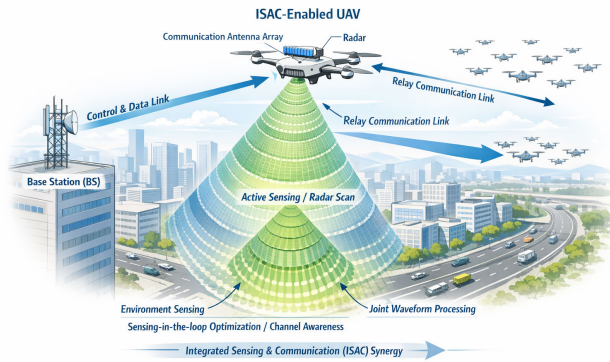 ISAC-Enabled UAV
Communication Antenna Array
Radar
Control & Data Link
Relay Communication Link
Relay Communication Link
Base Station (BS)
Active Sensing / Radar Scan
Environment Sensing
Joint Waveform Processing
Sensing-in-the-loop Optimization / Channel Awareness
Integrated Sensing & Communication (ISAC) Synergy